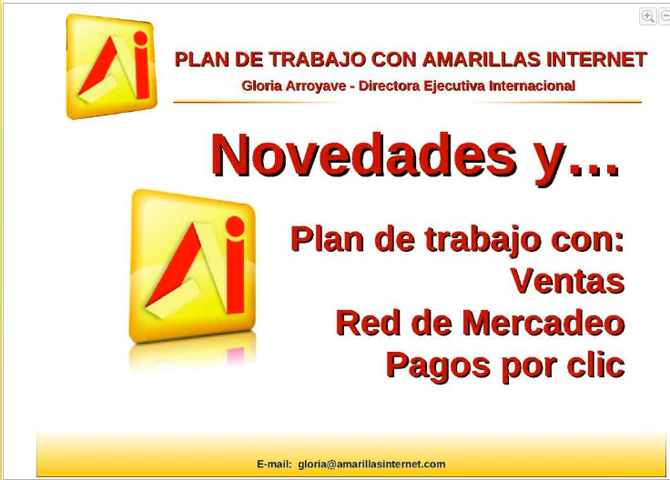 PLAN DE TRABAJO CON AMARILLAS INTERNET
Gloria Arroyave - Directora Ejecutiva Internacional
Novedades y...
Ai
Plan de trabajo con:
Ventas
Red de Mercadeo
Pagos por clic
E-mail: gloria@amarillasinternet.com